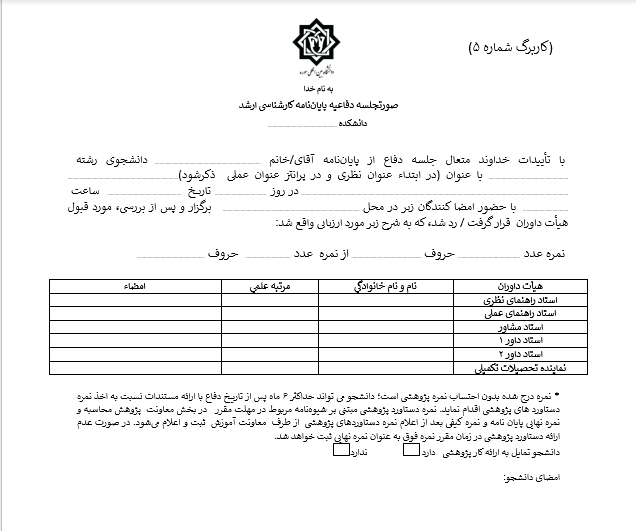 (کاربرگ شماره ۵)
دانشگاه بین المللی سوره
به نام خدا
صورتجلسه دفاعیه پایان‌نامه کارشناسی ارشد
دانشکده ................
با تأییدات خداوند متعال جلسه دفاع از پایان‌نامه آقای/خانم ................ دانشجوی رشته
................ با عنوان (در ابتداء عنوان نظری و در پرانتز عنوان عملی ذکرشود)................
................ در روز ................ تاریخ ................ ساعت
................ با حضور امضا کنندگان زیر در محل ................ برگزار و پس از بررسی، مورد قبول
هیأت داوران قرار گرفت / رد شد، که به شرح زیر مورد ارزیابی واقع شد:
نمره عدد ................ حروف ................ از نمره عدد ................ حروف ................
هیأت داوران نام و نام خانوادگي مرتبه علمي امضاء
استاد راهنمای نظری
استاد راهنمای عملی
استاد مشاور
استاد داور ۱
استاد داور ۲
نماینده تحصیلات تکمیلی
* نمره درج شده بدون احتساب نمره پژوهشی است؛ دانشجو می تواند حداکثر ۶ ماه پس از تاریخ دفاع با ارائه مستندات نسبت به اخذ نمره
دستاورد های پژوهشی اقدام نماید. نمره دستاورد پژوهشی مبتنی بر شیوه‌نامه مربوط در مهلت مقرر در بخش معاونت پژوهش محاسبه و
نمره نهایی پایان نامه و نمره کیفی بعد از اعلام نمره دستاوردهای پژوهشی از طرف معاونت آموزش ثبت و اعلام می‌شود. در صورت عدم
ارائه دستاورد پژوهشی در زمان مقرر نمره فوق به عنوان نمره نهایی ثبت خواهد شد.
دانشجو تمایل به ارائه کار پژوهشی دارد□ ندارد□
امضای دانشجو: